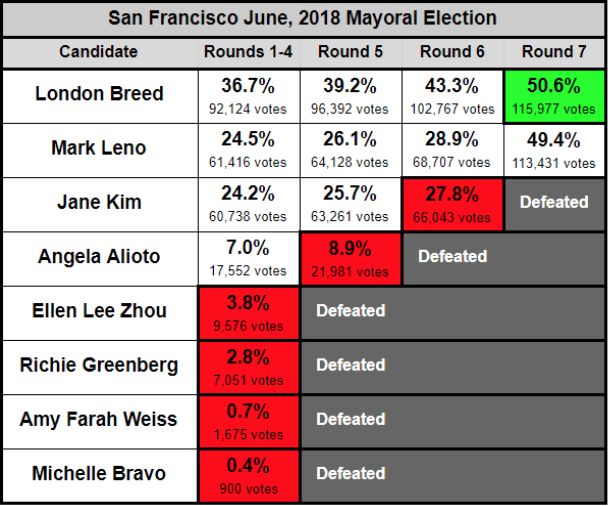 San Francisco June, 2018 Mayoral Election
Candidate Rounds 1-4 Round 5 Round 6 Round 7
London Breed 36.7% 39.2% 43.3% 50.6%
92,124 votes 96,392 votes 102,767 votes 115,977 votes
Mark Leno 24.5% 26.1% 28.9% 49.4%
61,416 votes 64,128 votes 68,707 votes 113,431 votes
Jane Kim 24.2% 25.7% 27.8% Defeated
60,738 votes 63,261 votes 66,043 votes
Angela Alioto 7.0% 8.9% Defeated
17,552 votes 21,981 votes
Ellen Lee Zhou 3.8% Defeated
9,576 votes
Richie Greenberg 2.8% Defeated
7,051 votes
Amy Farah Weiss 0.7% Defeated
1,675 votes
Michelle Bravo 0.4% Defeated
900 votes